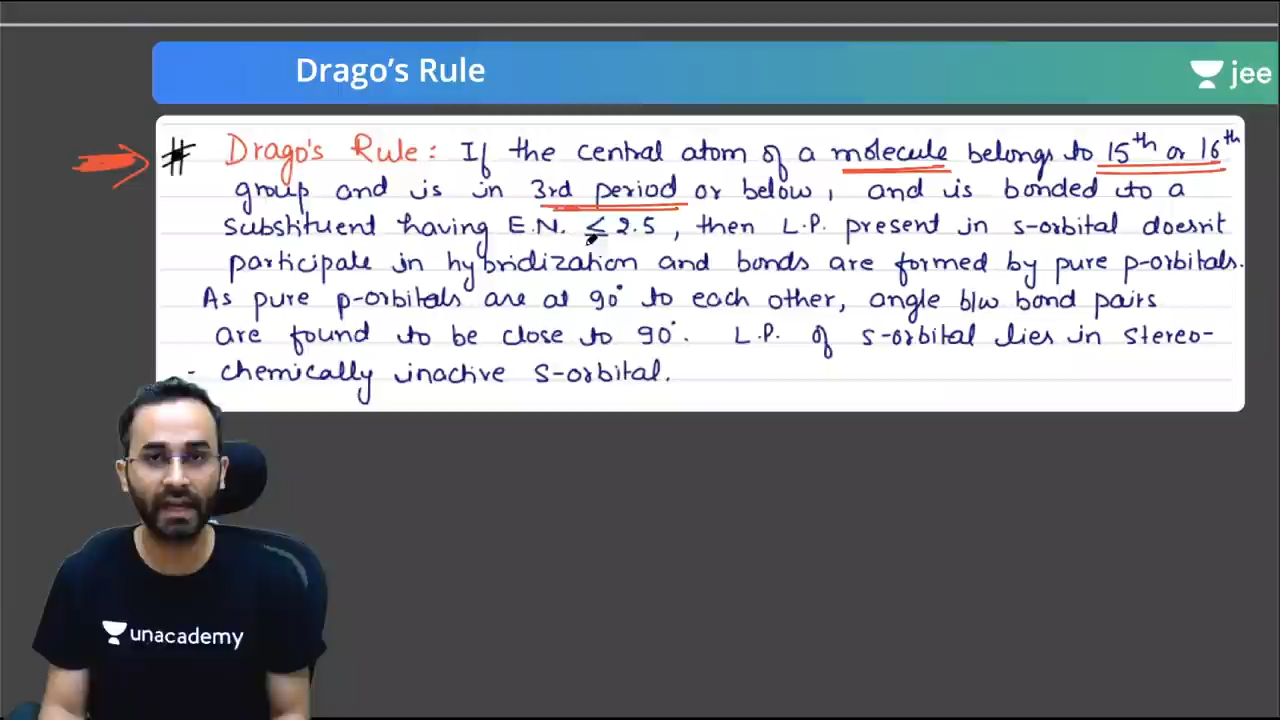 Drago's Rule
jee
# Drago's Rule: If the central atom of a molecule belongs to 15th or 16th
group and is in 3rd period or below, and is bonded to a
substituent having E.N. ≤ 2.5, then L.P. present in s-orbital doesn't
participate in hybridization and bonds are formed by pure p-orbitals.
As pure p-orbitals are at 90° to each other, angle b/w bond pairs
are found to be close to 90°. L.P. of s-orbital lies in stereo-
- chemically inactive s-orbital.
unacademy